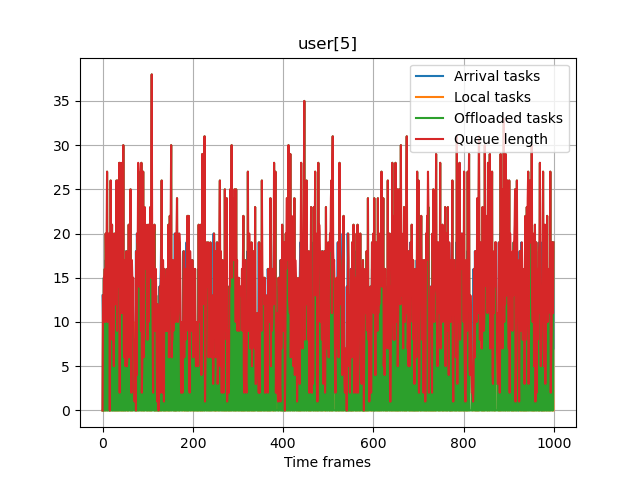 user[5]
Arrival tasks
Local tasks
Offloaded tasks
Queue length
35
30
25
20
15
10
5
0
0 200 400 600 800 1000
Time frames